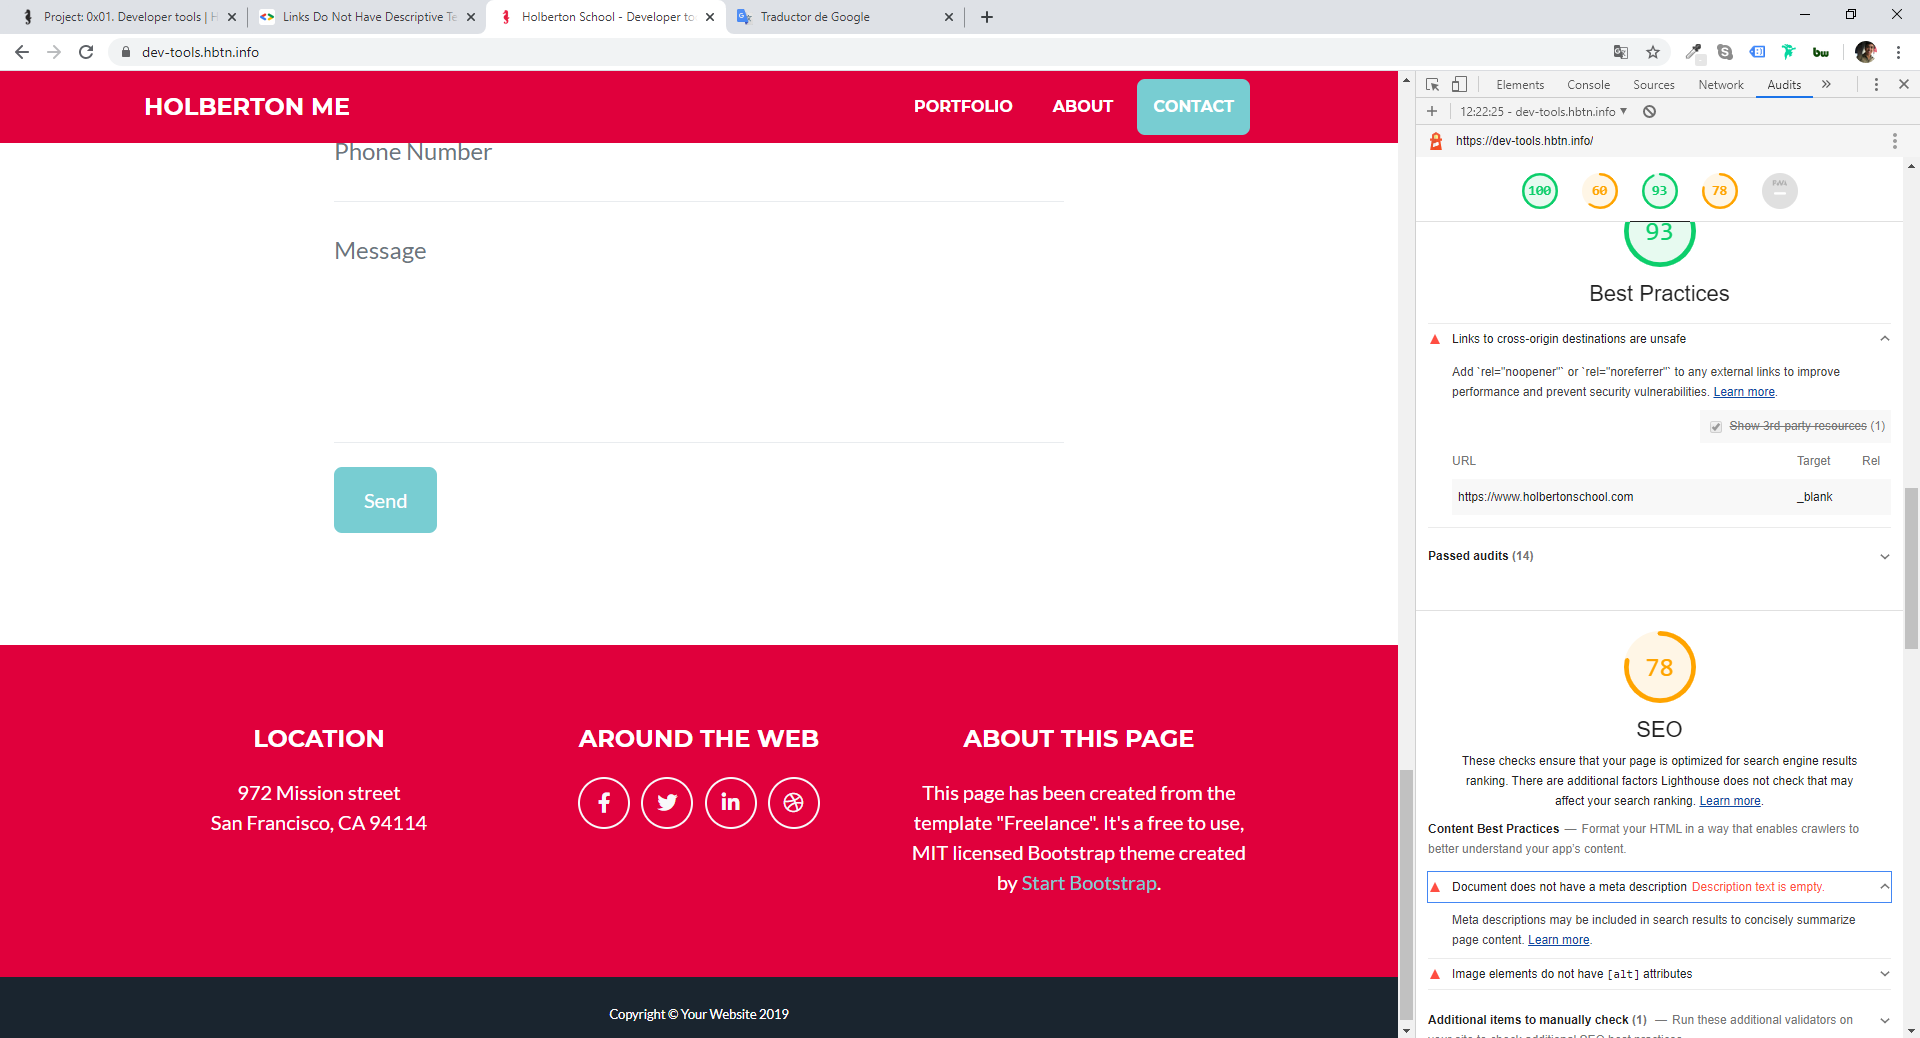 Project: 0x01. Developer tools | H
Links Do Not Have Descriptive Te
Holberton School - Developer to
Traductor de Google
dev-tools.hbtn.info
bw
HOLBERTON ME
PORTFOLIO
ABOUT
CONTACT
Phone Number
Message
Send
LOCATION
972 Mission street
San Francisco, CA 94114
AROUND THE WEB
ABOUT THIS PAGE
This page has been created from the
template "Freelance". It's a free to use,
MIT licensed Bootstrap theme created
by Start Bootstrap.
Copyright © Your Website 2019
Elements Console Sources Network Audits »
12:22:25 - dev-tools.hbtn.info
https://dev-tools.hbtn.info/
100 60 93 78 PWA
93
Best Practices
Links to cross-origin destinations are unsafe
Add `rel="noopener"` or `rel="noreferrer"` to any external links to improve
performance and prevent security vulnerabilities. Learn more.
Show 3rd-party resources (1)
URL Target Rel
https://www.holbertonschool.com _blank
Passed audits (14)
78
SEO
These checks ensure that your page is optimized for search engine results
ranking. There are additional factors Lighthouse does not check that may
affect your search ranking. Learn more.
Content Best Practices — Format your HTML in a way that enables crawlers to
better understand your app's content.
Document does not have a meta description Description text is empty.
Meta descriptions may be included in search results to concisely summarize
page content. Learn more.
Image elements do not have [alt] attributes
Additional items to manually check (1) — Run these additional validators on
your site to check additional SEO best practices.